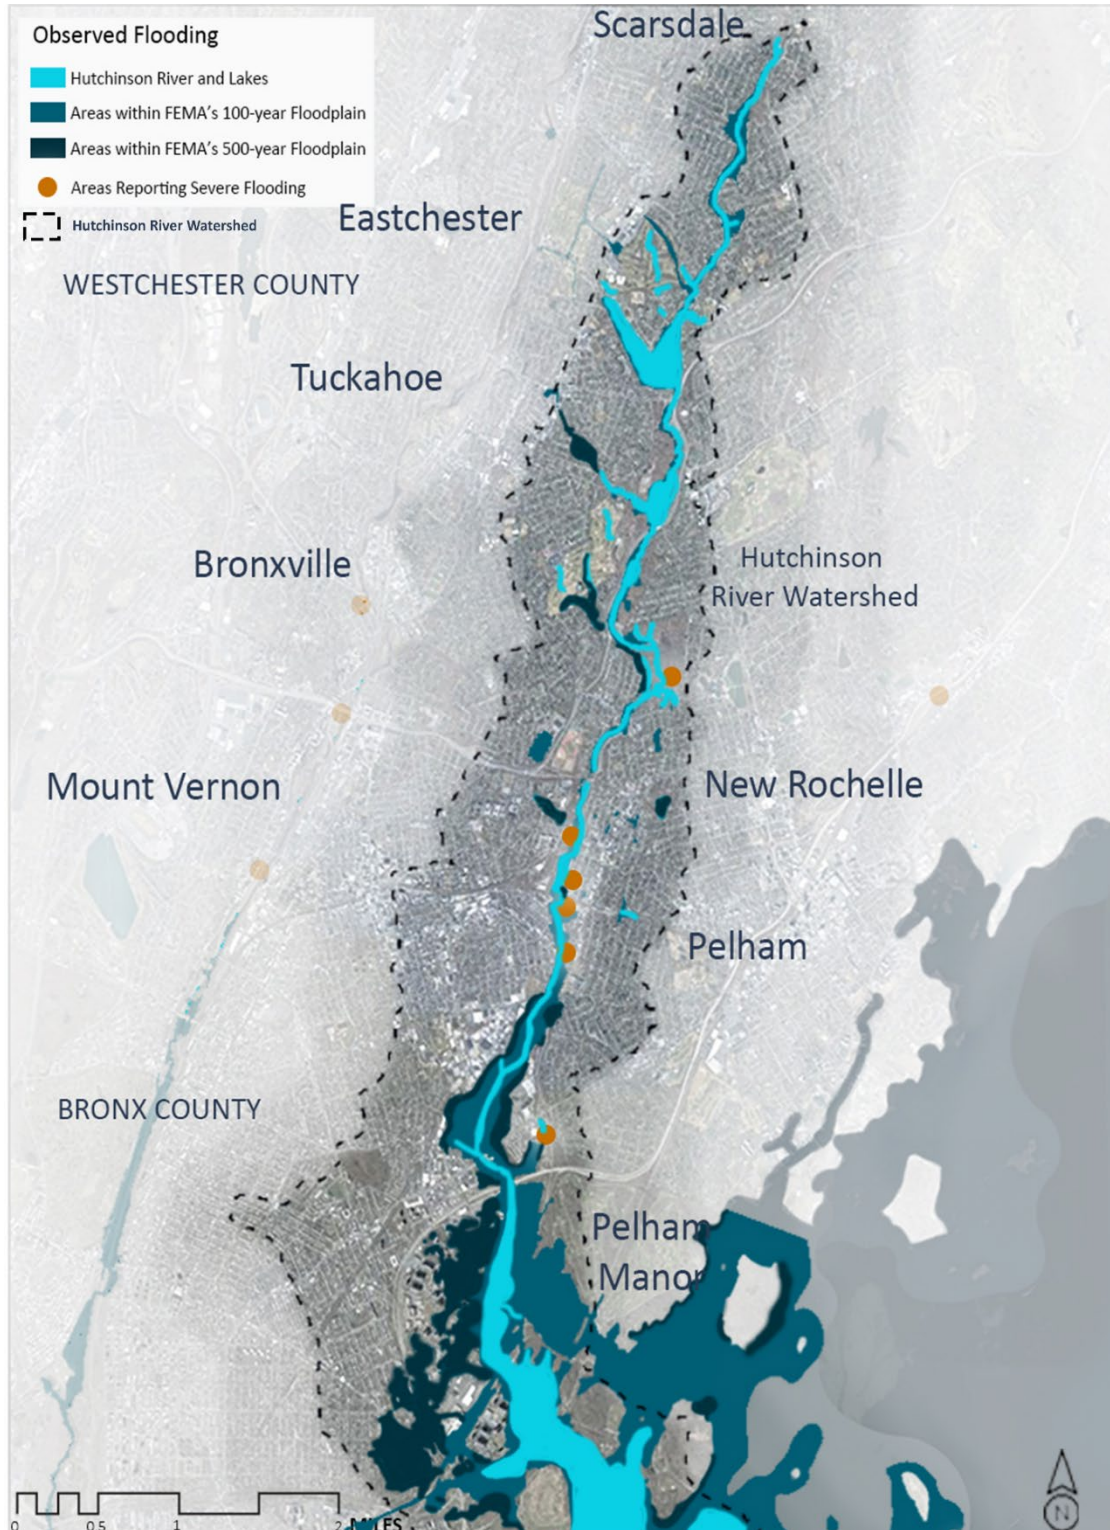 Scarsdale
Observed Flooding
Hutchinson River and Lakes
Areas within FEMA's 100-year Floodplain
Areas within FEMA's 500-year Floodplain
Areas Reporting Severe Flooding
Hutchinson River Watershed
Eastchester
WESTCHESTER COUNTY
Tuckahoe
Bronxville
Hutchinson
River Watershed
Mount Vernon
New Rochelle
Pelham
BRONX COUNTY
Pelham
Manor
0 0.5 1 2 MILES
N